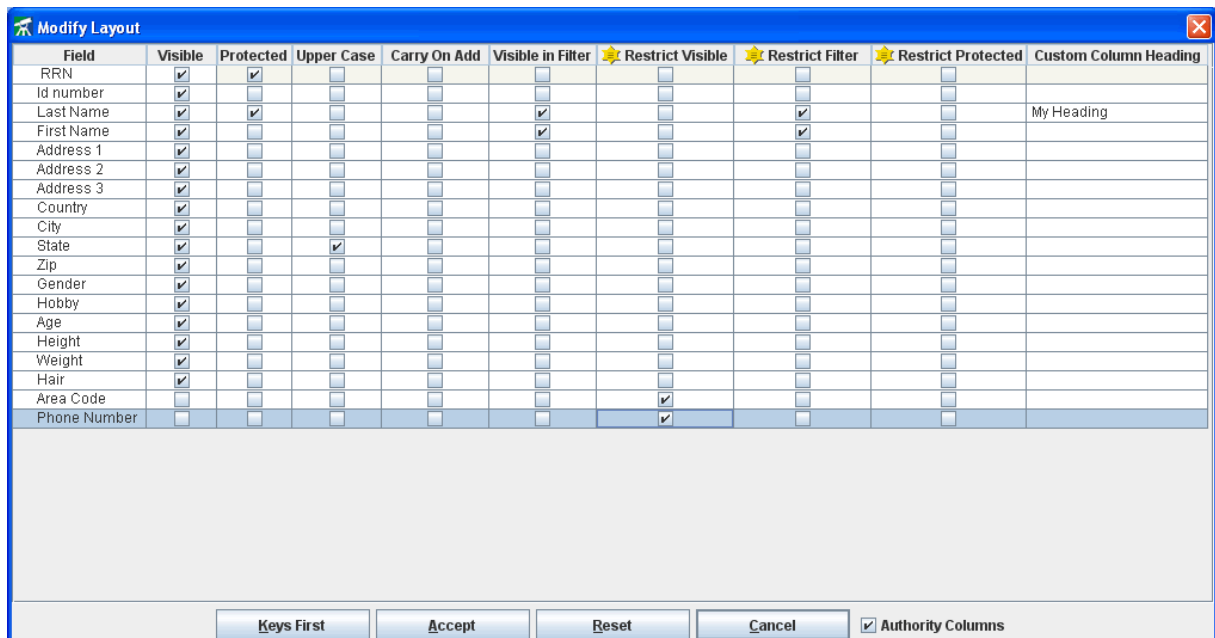 Modify Layout
Field Visible Protected Upper Case Carry On Add Visible in Filter Restrict Visible Restrict Filter Restrict Protected Custom Column Heading
RRN
Id number
Last Name My Heading
First Name
Address 1
Address 2
Address 3
Country
City
State
Zip
Gender
Hobby
Age
Height
Weight
Hair
Area Code
Phone Number
Keys First Accept Reset Cancel Authority Columns